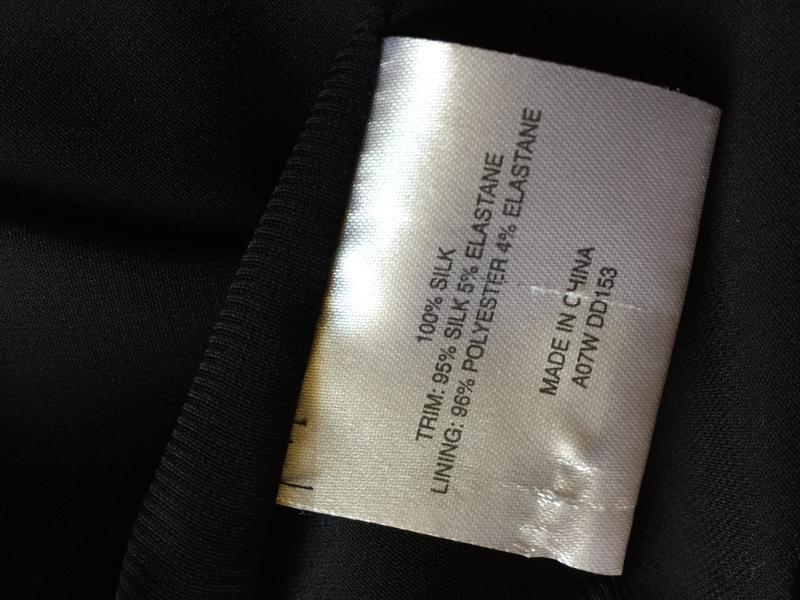 100% SILK
TRIM: 95% SILK 5% ELASTANE
LINING: 96% POLYESTER 4% ELASTANE
MADE IN CHINA
A07W DD153